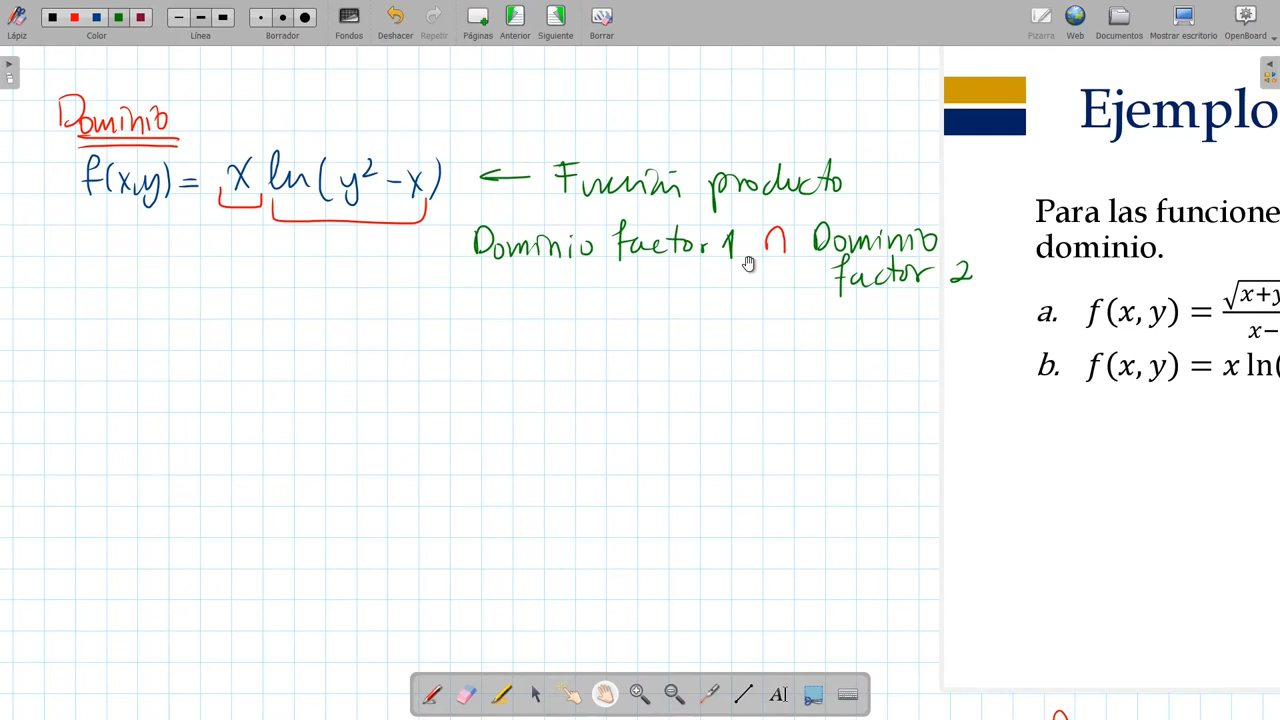 Lápiz Color Línea Borrador Fondos Deshacer Repetir Páginas Anterior Siguiente Borrar Pizarra Web Documentos Mostrar escritorio OpenBoard
Dominio
f(x,y) = x ln(y² - x) ← Función producto
Dominio factor 1 ∩ Dominio
factor 2
Ejemplo
Para las funcione
dominio.
a. f(x, y) = √x+y
x−
b. f(x, y) = x ln(
AI